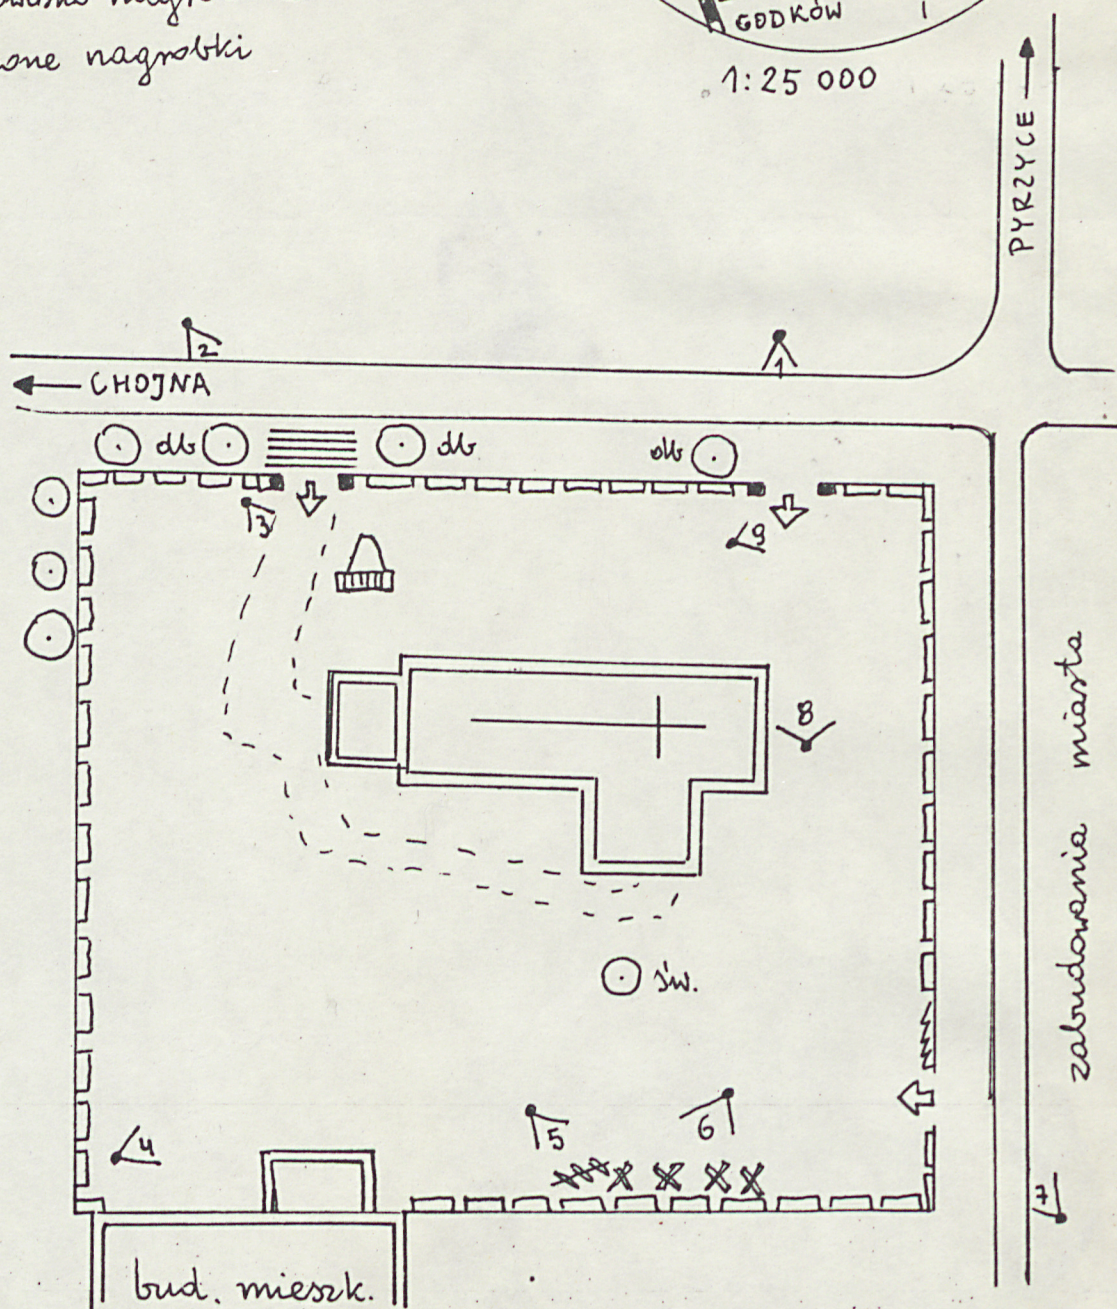 nagrobki
GODKÓW
1:25 000
PYRZYCE
2
1
CHOJNA
db
db
db
3
9
8
św.
4
5
6
7
zabudowania miasta
bud. mieszk.